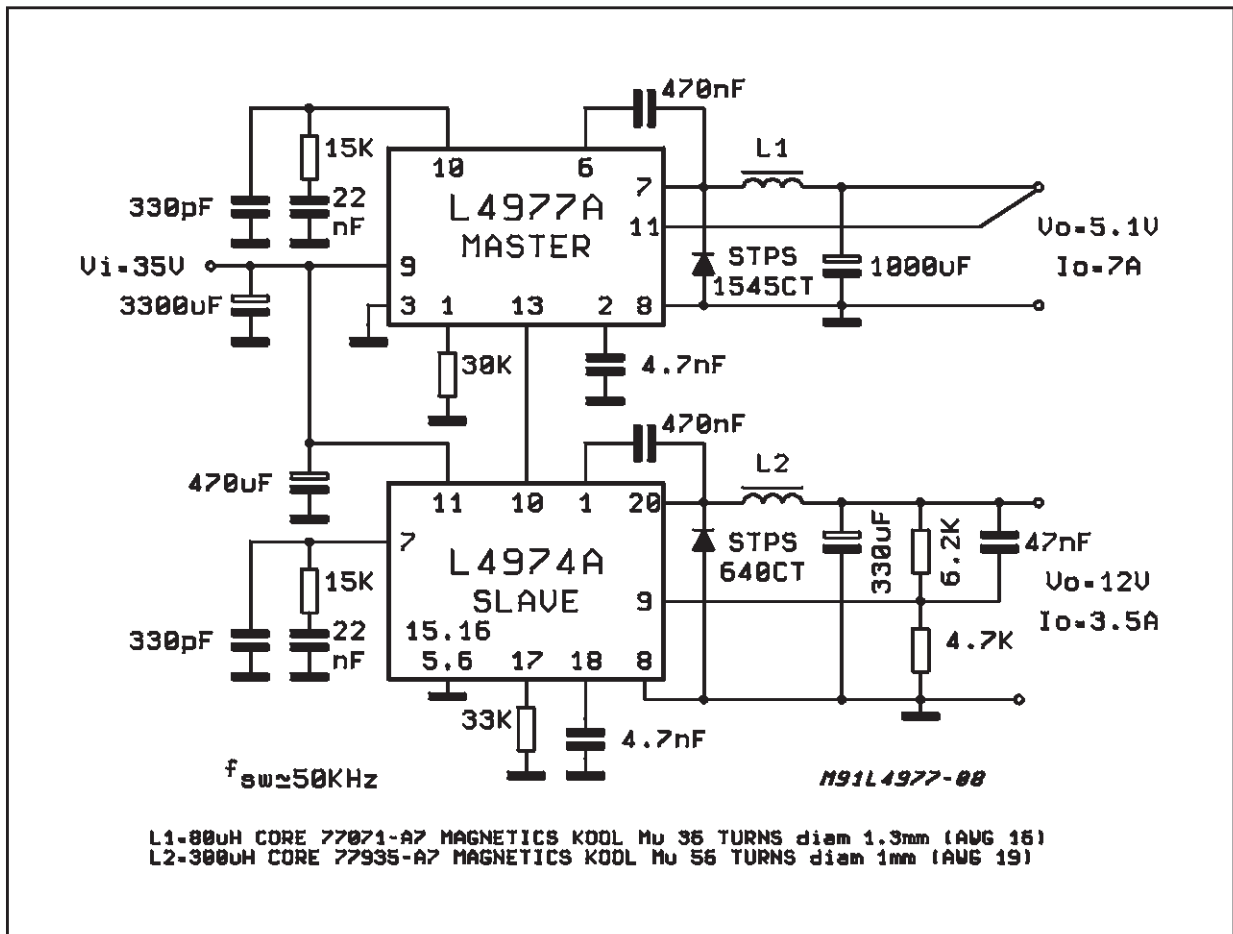 470nF
15K
10
6
L1
330pF
22
nF
L4977A
MASTER
7
11
Vo=5.1V
STPS
1545CT
1000uF
Io=7A
Vi=35V
9
3300uF
3
1
13
2
8
30K
4.7nF
470nF
L2
470uF
11
10
1
20
7
L4974A
SLAVE
STPS
640CT
330uF
6.2K
47nF
15K
9
Vo=12V
Io=3.5A
330pF
22
nF
15.16
5.6
17
18
8
4.7K
33K
4.7nF
fsw≃50KHz
M91L4977-08
L1=80uH CORE 77071-A7 MAGNETICS KOOL Mu 36 TURNS diam 1.3mm (AWG 16)
L2=300uH CORE 77935-A7 MAGNETICS KOOL Mu 56 TURNS diam 1mm (AWG 19)